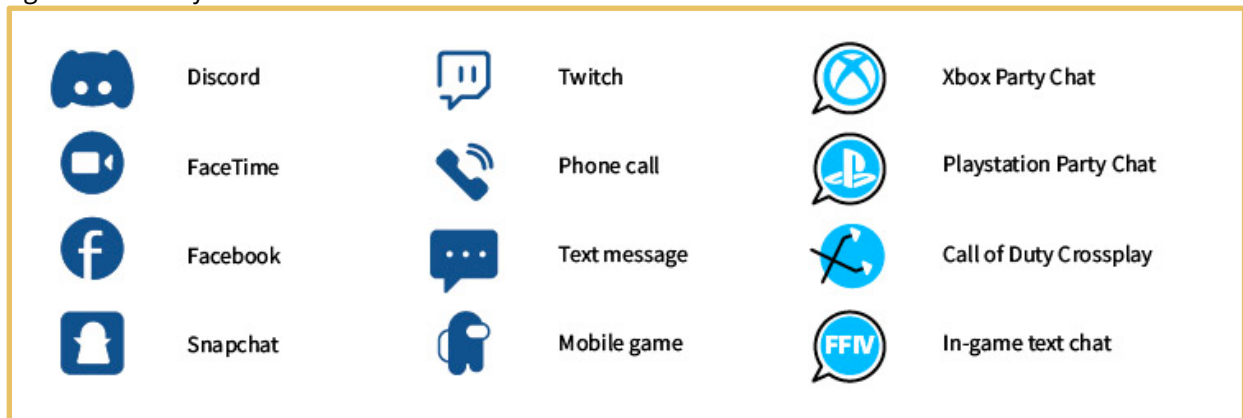 Discord
Twitch
Xbox Party Chat
FaceTime
Phone call
Playstation Party Chat
Facebook
Text message
Call of Duty Crossplay
Snapchat
Mobile game
FFIV
In-game text chat